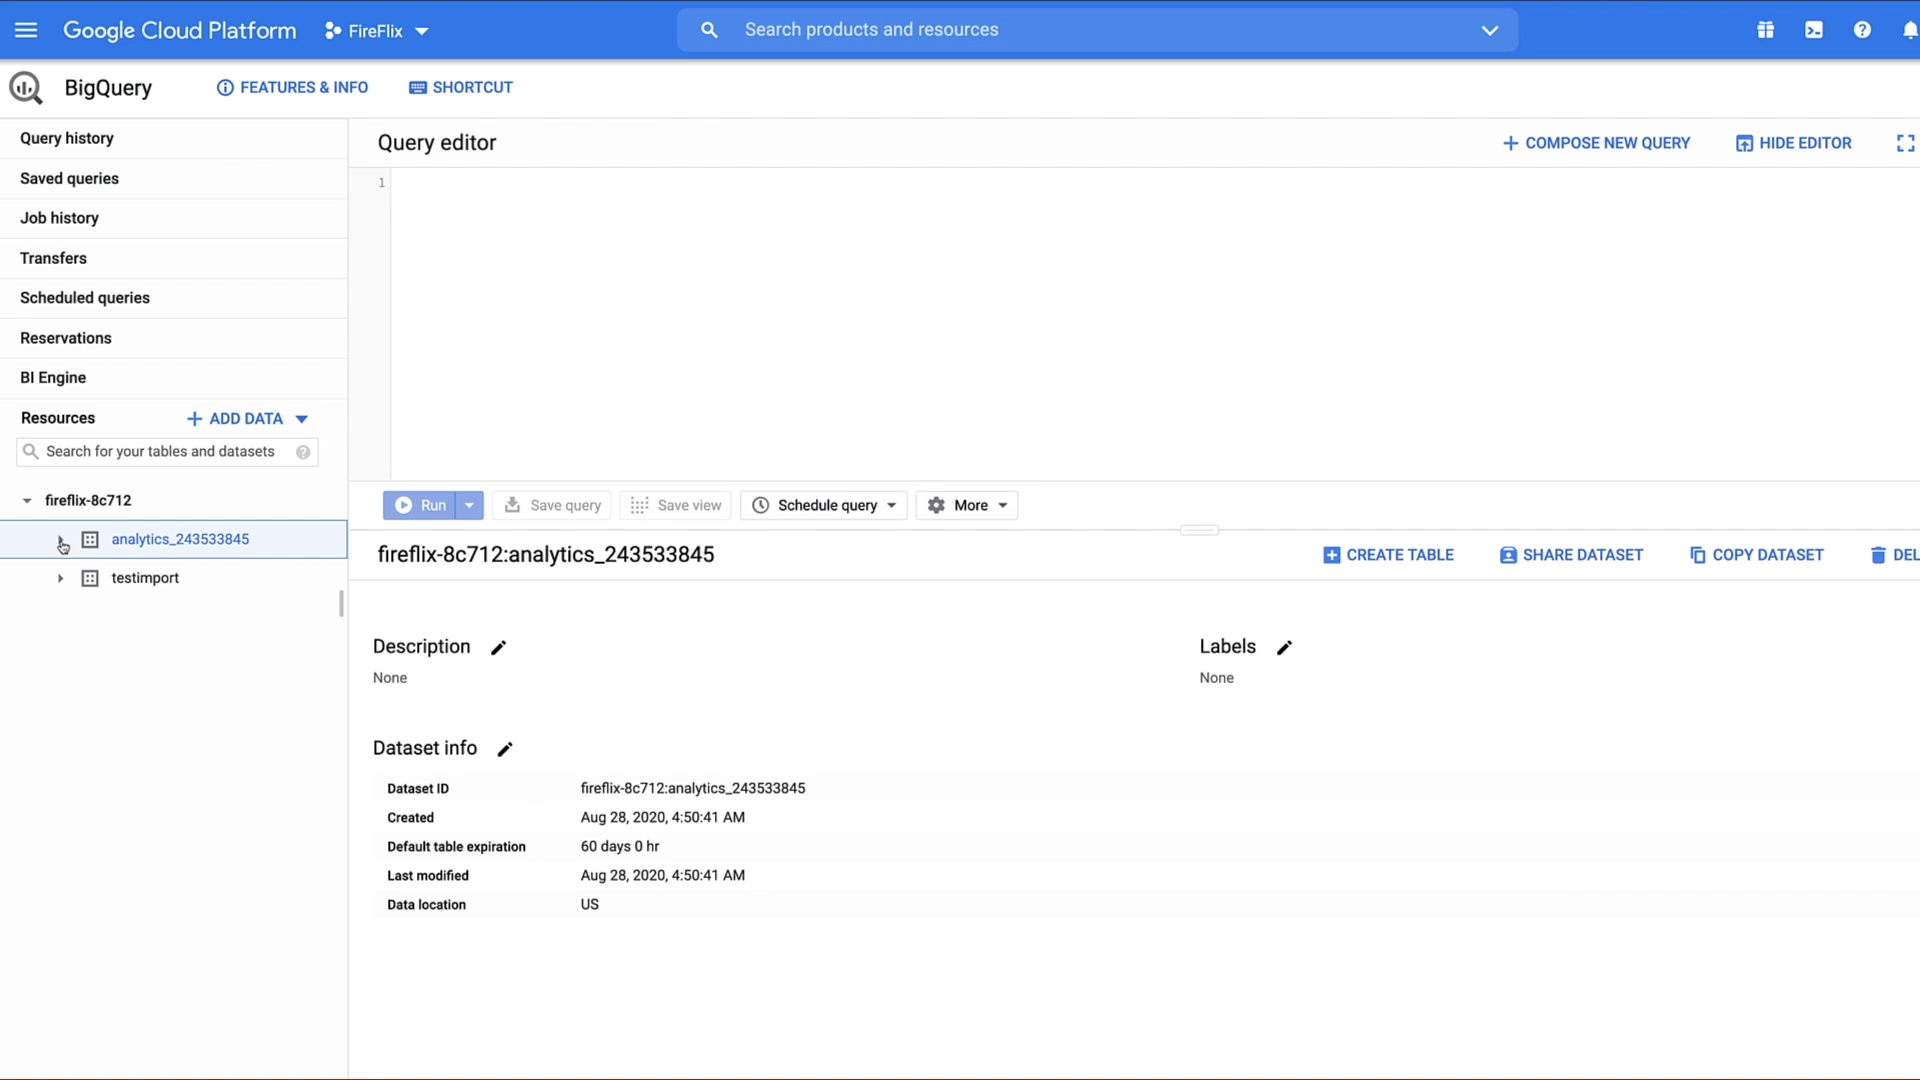 Google Cloud Platform FireFlix Search products and resources
BigQuery FEATURES & INFO SHORTCUT
Query history
Saved queries
Job history
Transfers
Scheduled queries
Reservations
BI Engine
Resources ADD DATA
Search for your tables and datasets
fireflix-8c712
analytics_243533845
testimport
Query editor COMPOSE NEW QUERY HIDE EDITOR
1
Run Save query Save view Schedule query More
fireflix-8c712:analytics_243533845 CREATE TABLE SHARE DATASET COPY DATASET DEL
Description Labels
None None
Dataset info
Dataset ID fireflix-8c712:analytics_243533845
Created Aug 28, 2020, 4:50:41 AM
Default table expiration 60 days 0 hr
Last modified Aug 28, 2020, 4:50:41 AM
Data location US